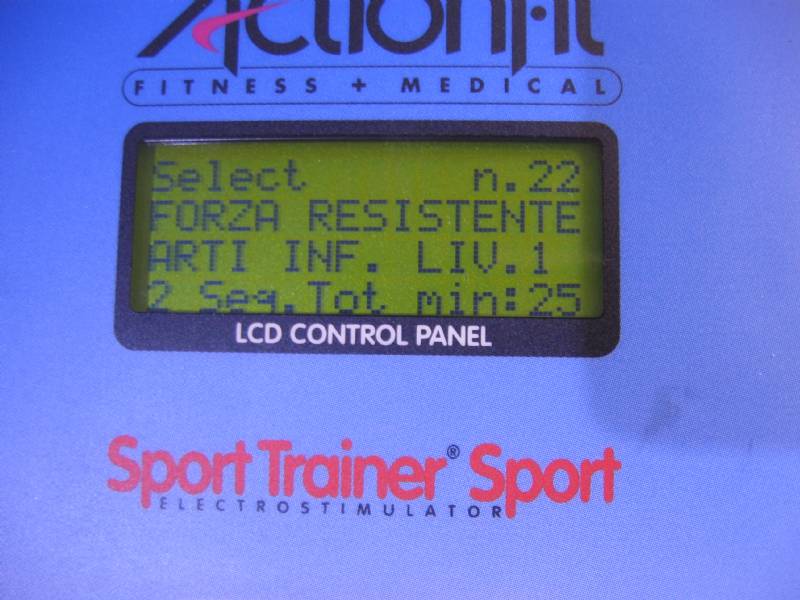 ActionFit
FITNESS + MEDICAL
Select n.22
FORZA RESISTENTE
ARTI INF. LIV.1
2 Seq.Tot min:25
LCD CONTROL PANEL
Sport Trainer® Sport
ELECTROSTIMULATOR